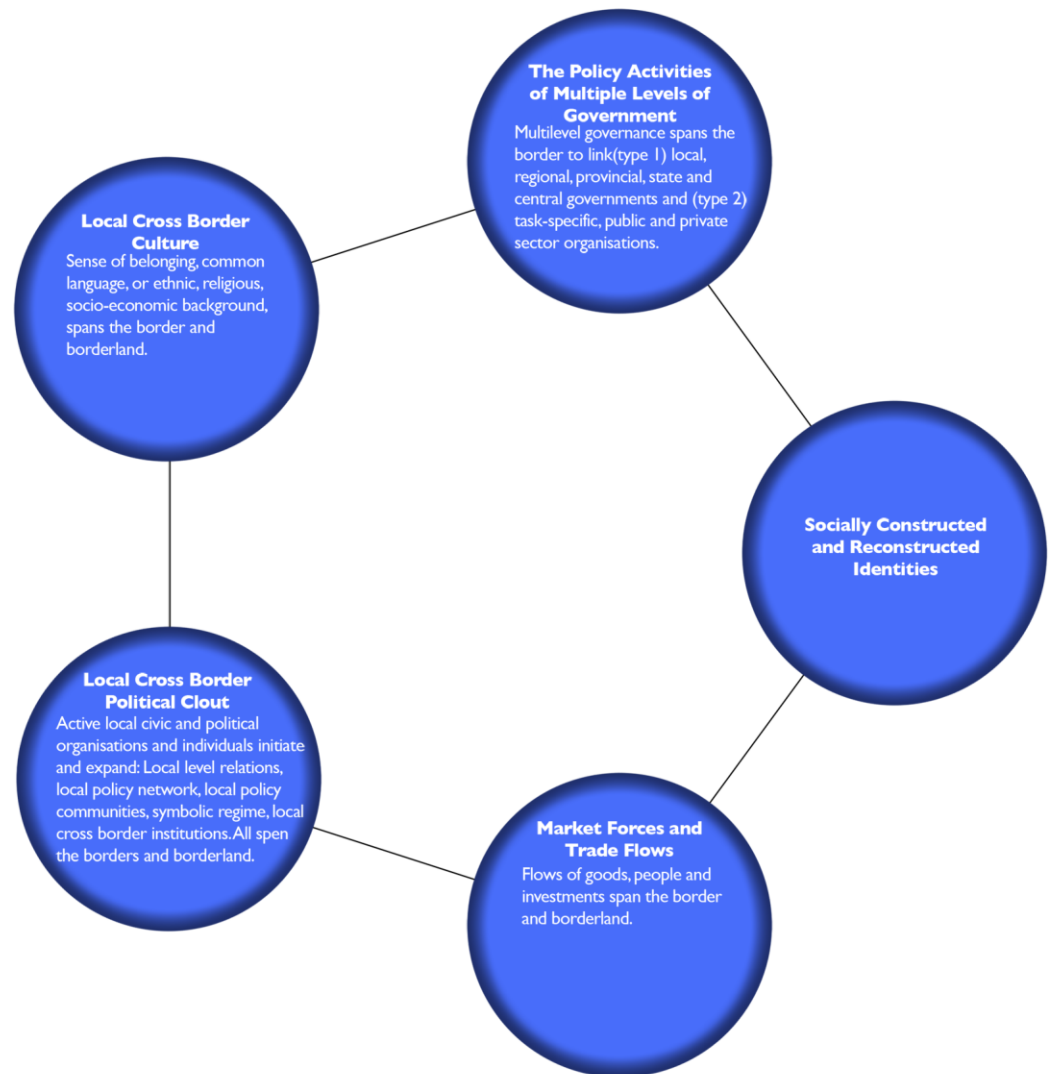 The Policy Activities
of Multiple Levels of
Government
Multilevel governance spans the
border to link(type 1) local,
regional, provincial, state and
central governments and (type 2)
task-specific, public and private
sector organisations.
Local Cross Border
Culture
Sense of belonging, common
language, or ethnic, religious,
socio-economic background,
spans the border and
borderland.
Socially Constructed
and Reconstructed
Identities
Local Cross Border
Political Clout
Active local civic and political
organisations and individuals initiate
and expand: Local level relations,
local policy network, local policy
communities, symbolic regime, local
cross border institutions. All spen
the borders and borderland.
Market Forces and
Trade Flows
Flows of goods, people and
investments span the border
and borderland.